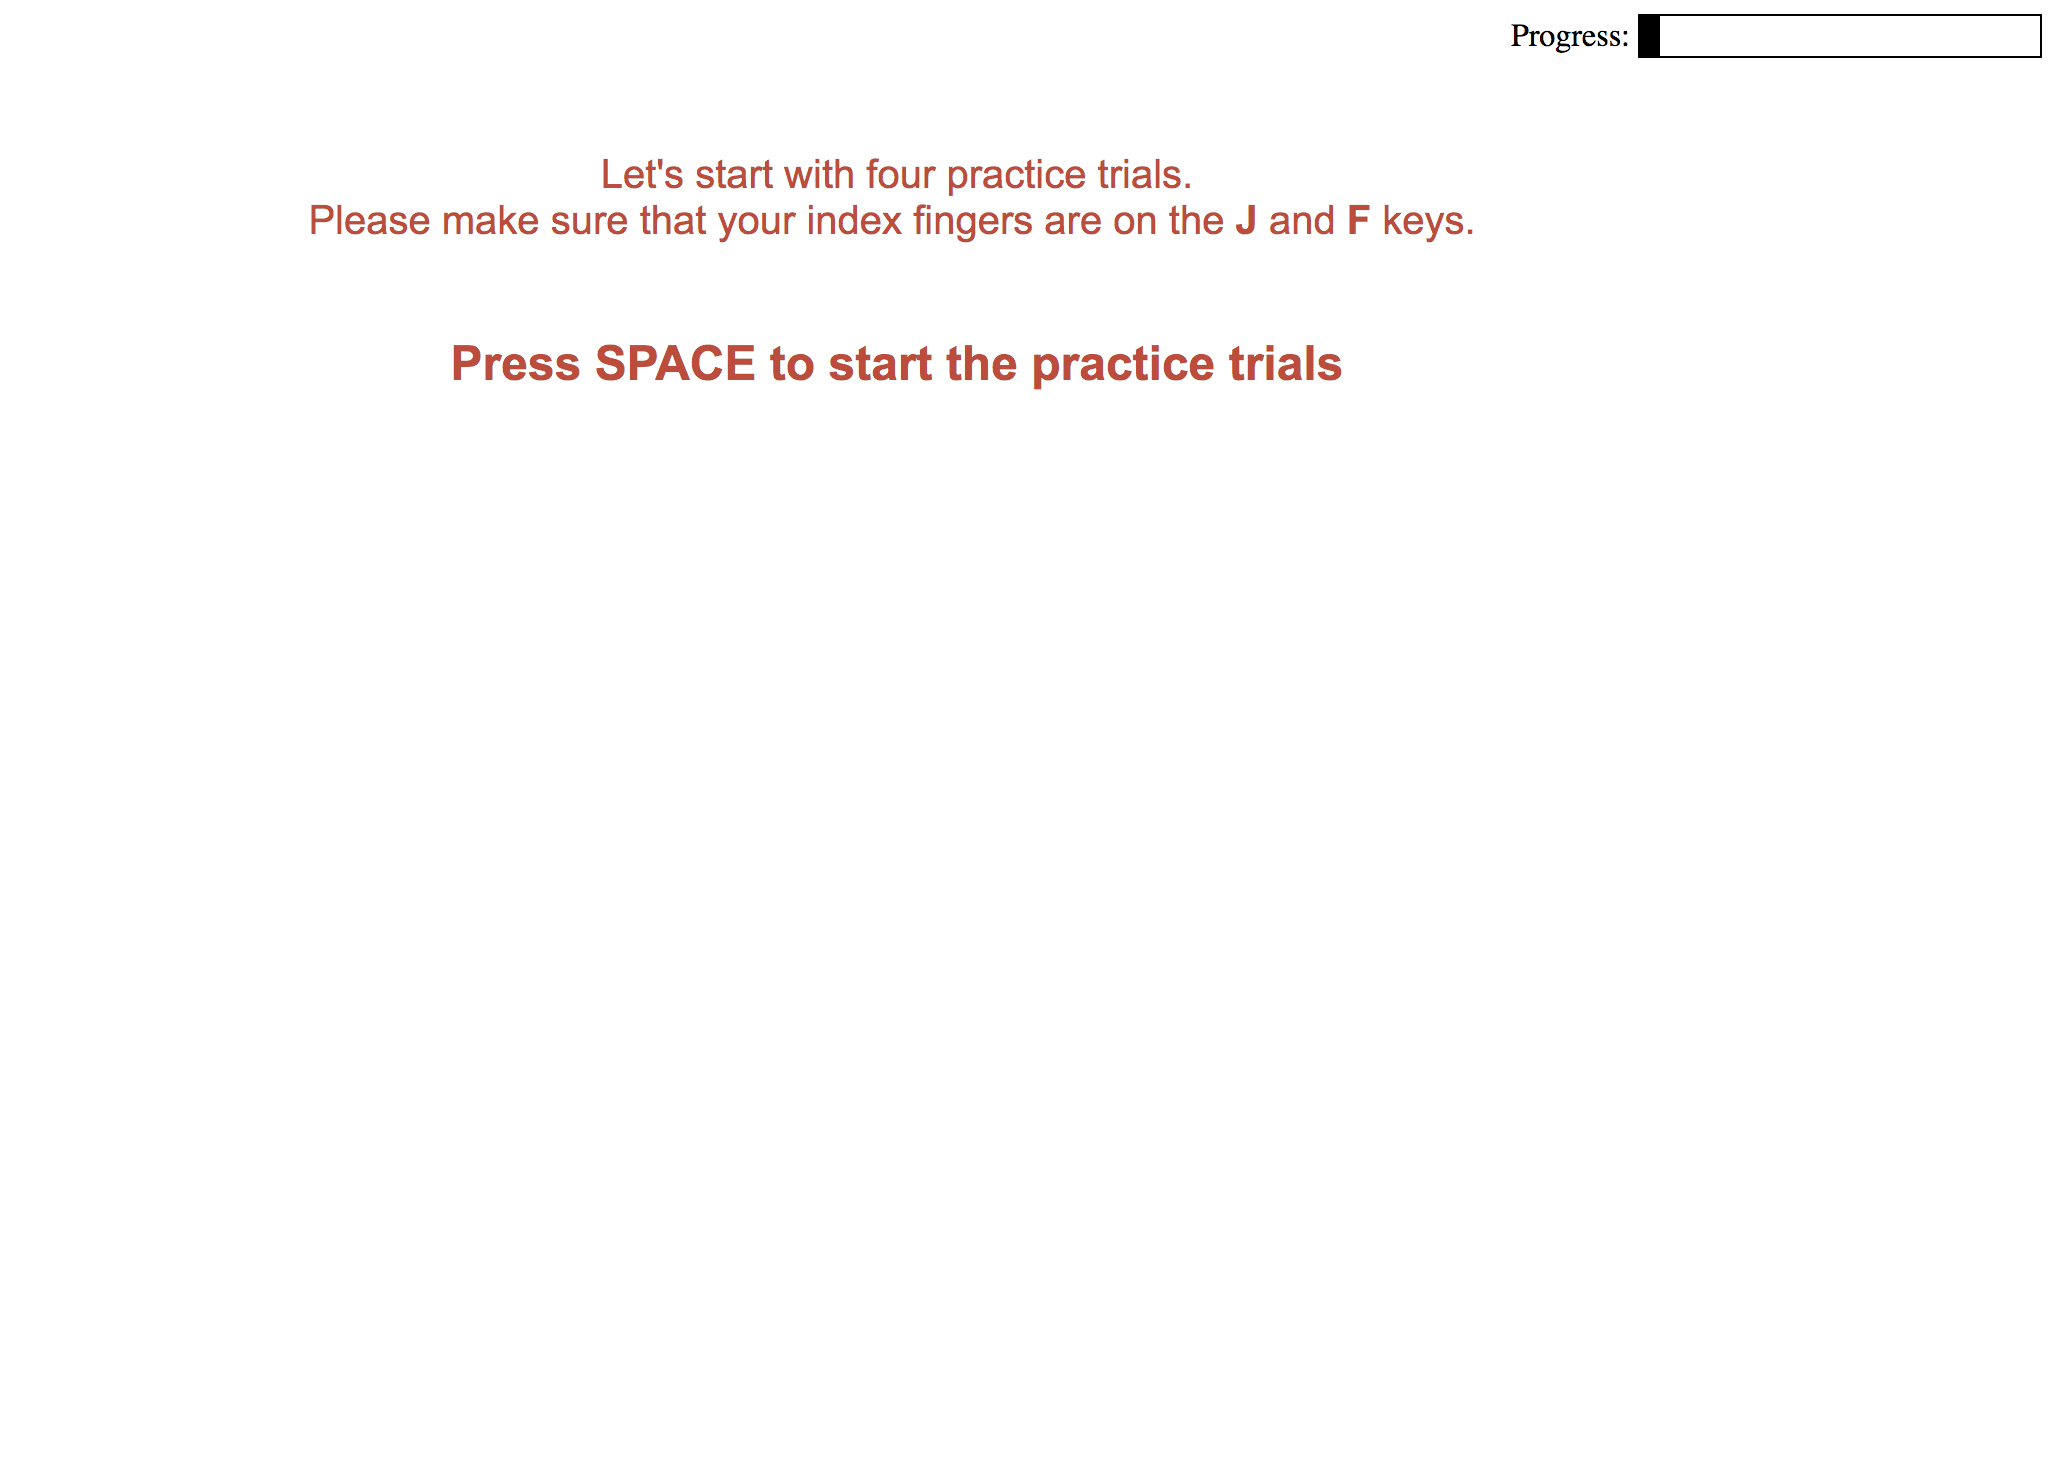 Progress:
Let's start with four practice trials.
Please make sure that your index fingers are on the J and F keys.
Press SPACE to start the practice trials